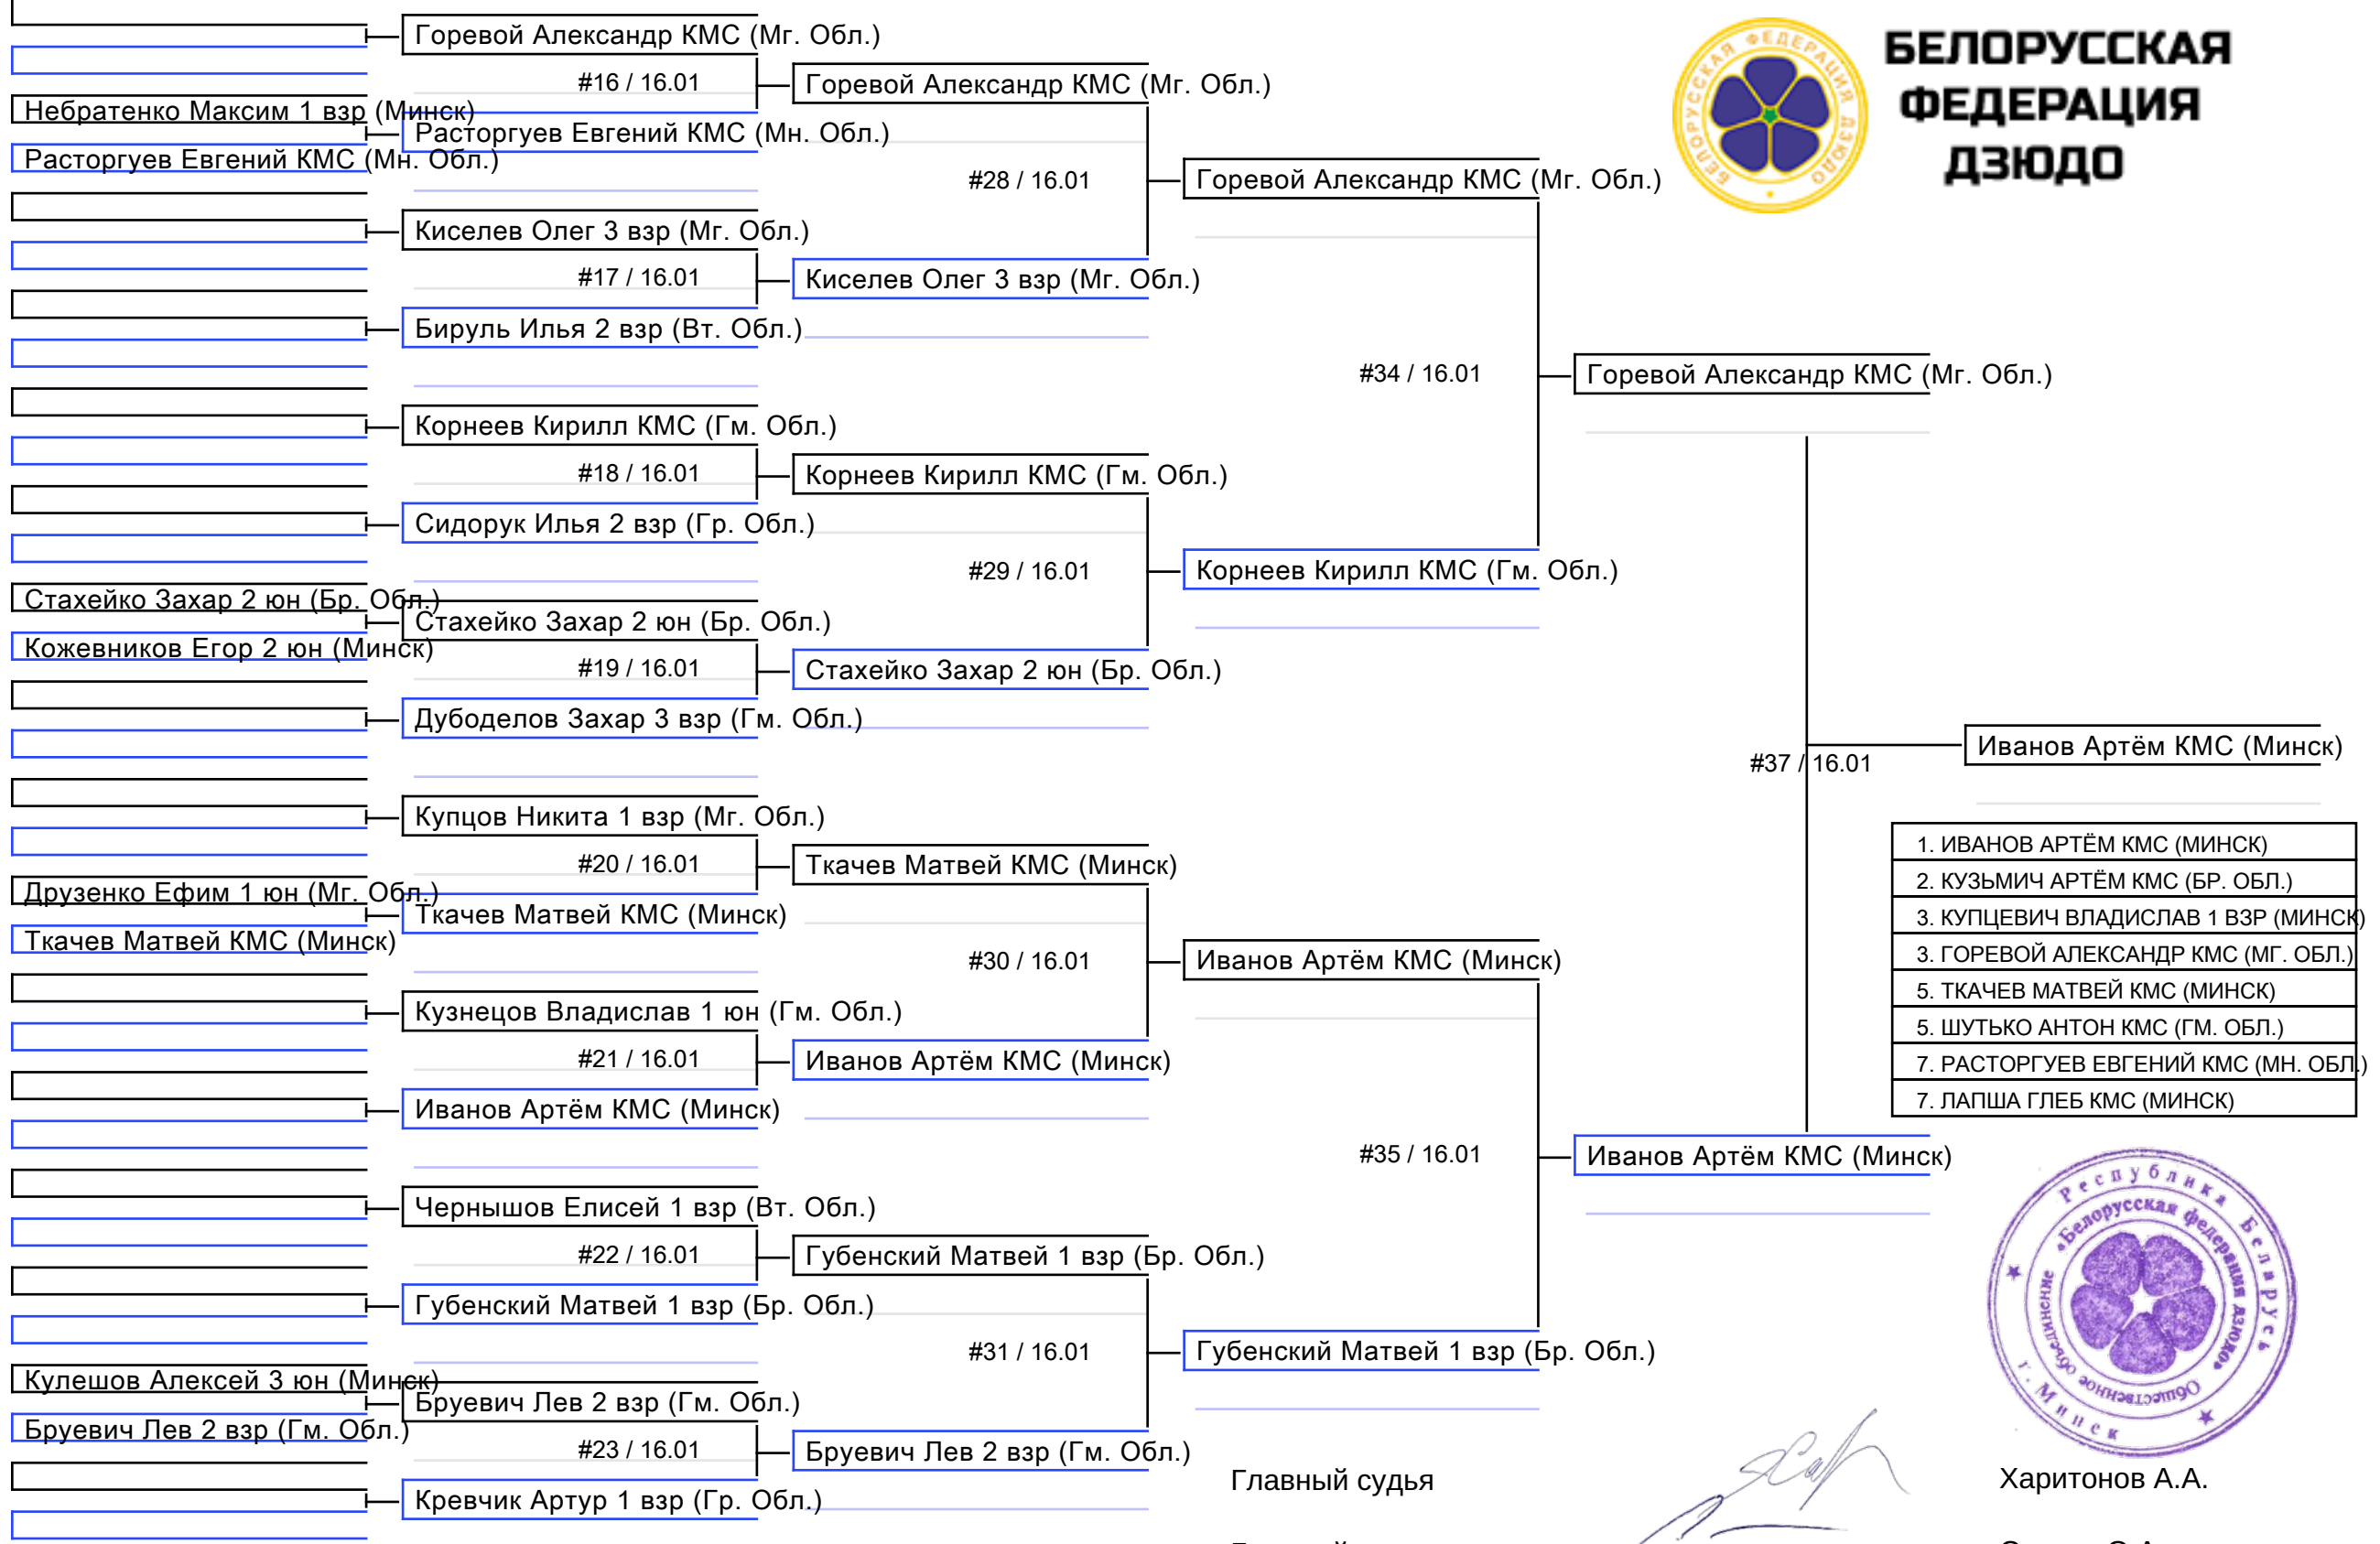 БЕЛОРУССКАЯ
ФЕДЕРАЦИЯ
ДЗЮДО
БЕЛОРУССКАЯ ФЕДЕРАЦИЯ ДЗЮДО
Небратенко Максим 1 взр (Минск)
Расторгуев Евгений КМС (Мн. Обл.)
Стахейко Захар 2 юн (Бр. Обл.)
Кожевников Егор 2 юн (Минск)
Друзенко Ефим 1 юн (Мг. Обл.)
Ткачев Матвей КМС (Минск)
Кулешов Алексей 3 юн (Минск)
Бруевич Лев 2 взр (Гм. Обл.)
Горевой Александр КМС (Мг. Обл.)
#16 / 16.01
Расторгуев Евгений КМС (Мн. Обл.)
Киселев Олег 3 взр (Мг. Обл.)
#17 / 16.01
Бируль Илья 2 взр (Вт. Обл.)
Корнеев Кирилл КМС (Гм. Обл.)
#18 / 16.01
Сидорук Илья 2 взр (Гр. Обл.)
Стахейко Захар 2 юн (Бр. Обл.)
#19 / 16.01
Дубоделов Захар 3 взр (Гм. Обл.)
Купцов Никита 1 взр (Мг. Обл.)
#20 / 16.01
Ткачев Матвей КМС (Минск)
Кузнецов Владислав 1 юн (Гм. Обл.)
#21 / 16.01
Иванов Артём КМС (Минск)
Чернышов Елисей 1 взр (Вт. Обл.)
#22 / 16.01
Губенский Матвей 1 взр (Бр. Обл.)
Бруевич Лев 2 взр (Гм. Обл.)
#23 / 16.01
Кревчик Артур 1 взр (Гр. Обл.)
Горевой Александр КМС (Мг. Обл.)
#28 / 16.01
Киселев Олег 3 взр (Мг. Обл.)
Корнеев Кирилл КМС (Гм. Обл.)
#29 / 16.01
Стахейко Захар 2 юн (Бр. Обл.)
Ткачев Матвей КМС (Минск)
#30 / 16.01
Иванов Артём КМС (Минск)
Губенский Матвей 1 взр (Бр. Обл.)
#31 / 16.01
Бруевич Лев 2 взр (Гм. Обл.)
Горевой Александр КМС (Мг. Обл.)
#34 / 16.01
Корнеев Кирилл КМС (Гм. Обл.)
Иванов Артём КМС (Минск)
#35 / 16.01
Губенский Матвей 1 взр (Бр. Обл.)
Горевой Александр КМС (Мг. Обл.)
#37 / 16.01
Иванов Артём КМС (Минск)
Иванов Артём КМС (Минск)
1. ИВАНОВ АРТЁМ КМС (МИНСК)
2. КУЗЬМИЧ АРТЁМ КМС (БР. ОБЛ.)
3. КУПЦЕВИЧ ВЛАДИСЛАВ 1 ВЗР (МИНСК)
3. ГОРЕВОЙ АЛЕКСАНДР КМС (МГ. ОБЛ.)
5. ТКАЧЕВ МАТВЕЙ КМС (МИНСК)
5. ШУТЬКО АНТОН КМС (ГМ. ОБЛ.)
7. РАСТОРГУЕВ ЕВГЕНИЙ КМС (МН. ОБЛ.)
7. ЛАПША ГЛЕБ КМС (МИНСК)
Республика Беларусь
г. Минск
Общественное объединение
«Белорусская федерация дзюдо»
Главный судья
Харитонов А.А.